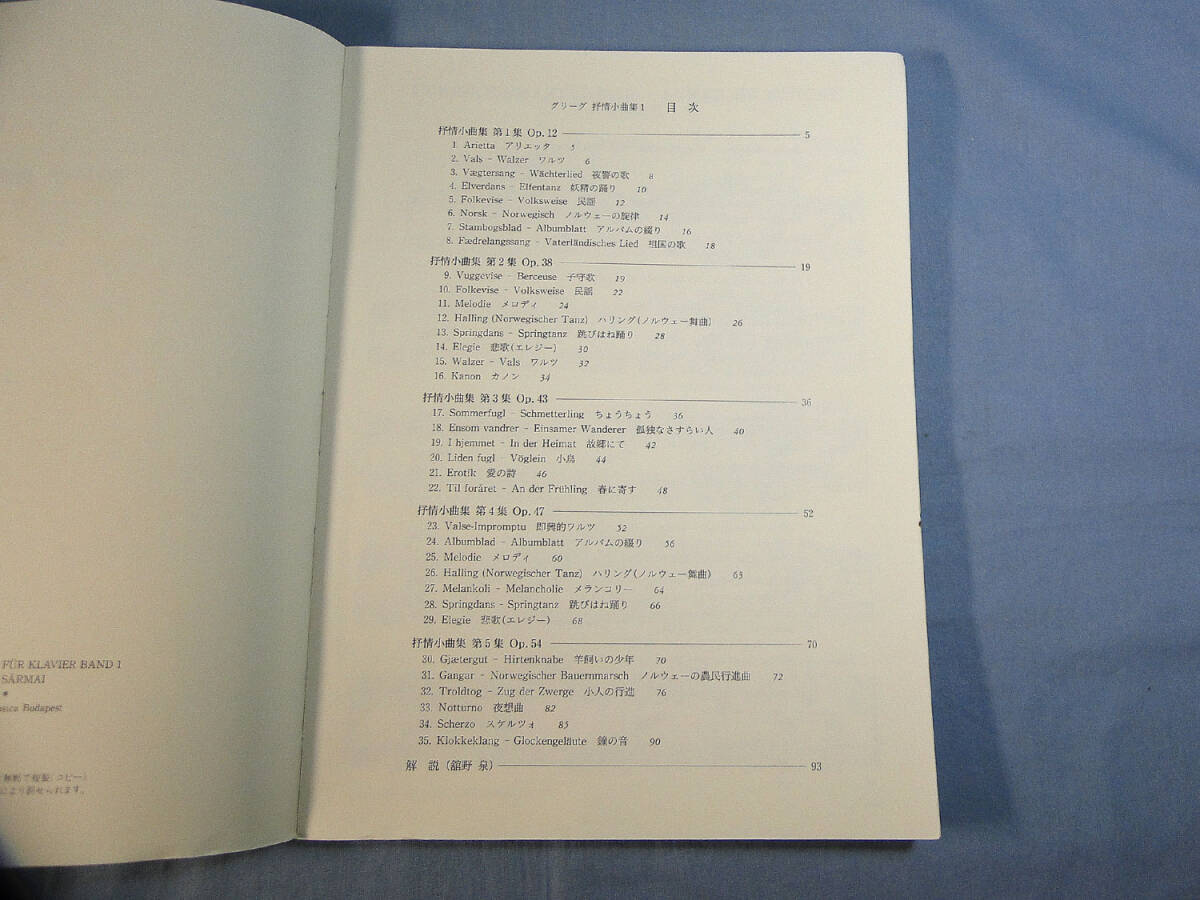 FÜR KLAVIER BAND 1
SÁRMAI
*
sica Budapest
無断で複製(コピー)
により罰せられます。
グリーグ 抒情小曲集1 目次
抒情小曲集 第1集 Op.12 5
1. Arietta アリエッタ 5
2. Vals - Walzer ワルツ 6
3. Vægtersang - Wächterlied 夜警の歌 8
4. Elverdans - Elfentanz 妖精の踊り 10
5. Folkevise - Volksweise 民謡 12
6. Norsk - Norwegisch ノルウェーの旋律 14
7. Stambogsblad - Albumblatt アルバムの綴り 16
8. Fædrelangssang - Vaterländisches Lied 祖国の歌 18
抒情小曲集 第2集 Op.38 19
9. Vuggevise - Berceuse 子守歌 19
10. Folkevise - Volksweise 民謡 22
11. Melodie メロディ 24
12. Halling (Norwegischer Tanz) ハリング(ノルウェー舞曲) 26
13. Springdans - Springtanz 跳びはね踊り 28
14. Elegie 悲歌(エレジー) 30
15. Walzer - Vals ワルツ 32
16. Kanon カノン 34
抒情小曲集 第3集 Op.43 36
17. Sommerfugl - Schmetterling ちょうちょう 36
18. Ensom vandrer - Einsamer Wanderer 孤独なさすらい人 40
19. I hjemmet - In der Heimat 故郷にて 42
20. Liden fugl - Vöglein 小鳥 44
21. Erotik 愛の詩 46
22. Til foråret - An der Frühling 春に寄す 48
抒情小曲集 第4集 Op.47 52
23. Valse-Impromptu 即興的ワルツ 52
24. Albumblad - Albumblatt アルバムの綴り 56
25. Melodie メロディ 60
26. Halling (Norwegischer Tanz) ハリング(ノルウェー舞曲) 63
27. Melankoli - Melancholie メランコリー 64
28. Springdans - Springtanz 跳びはね踊り 66
29. Elegie 悲歌(エレジー) 68
抒情小曲集 第5集 Op.54 70
30. Gjætergut - Hirtenknabe 羊飼いの少年 70
31. Gangar - Norwegischer Bauernmarsch ノルウェーの農民行進曲 72
32. Troldtog - Zug der Zwerge 小人の行進 76
33. Notturno 夜想曲 82
34. Scherzo スケルツォ 85
35. Klokkeklang - Glockengeläute 鐘の音 90
解 説(舘野 泉) 93